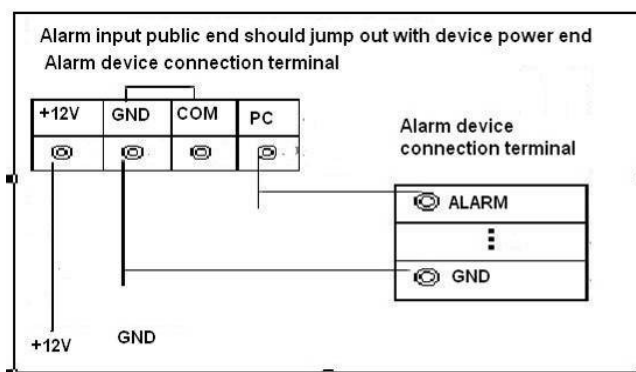 Alarm input public end should jump out with device power end
Alarm device connection terminal
+12V GND COM PC
Alarm device
connection terminal
ALARM
GND
+12V GND